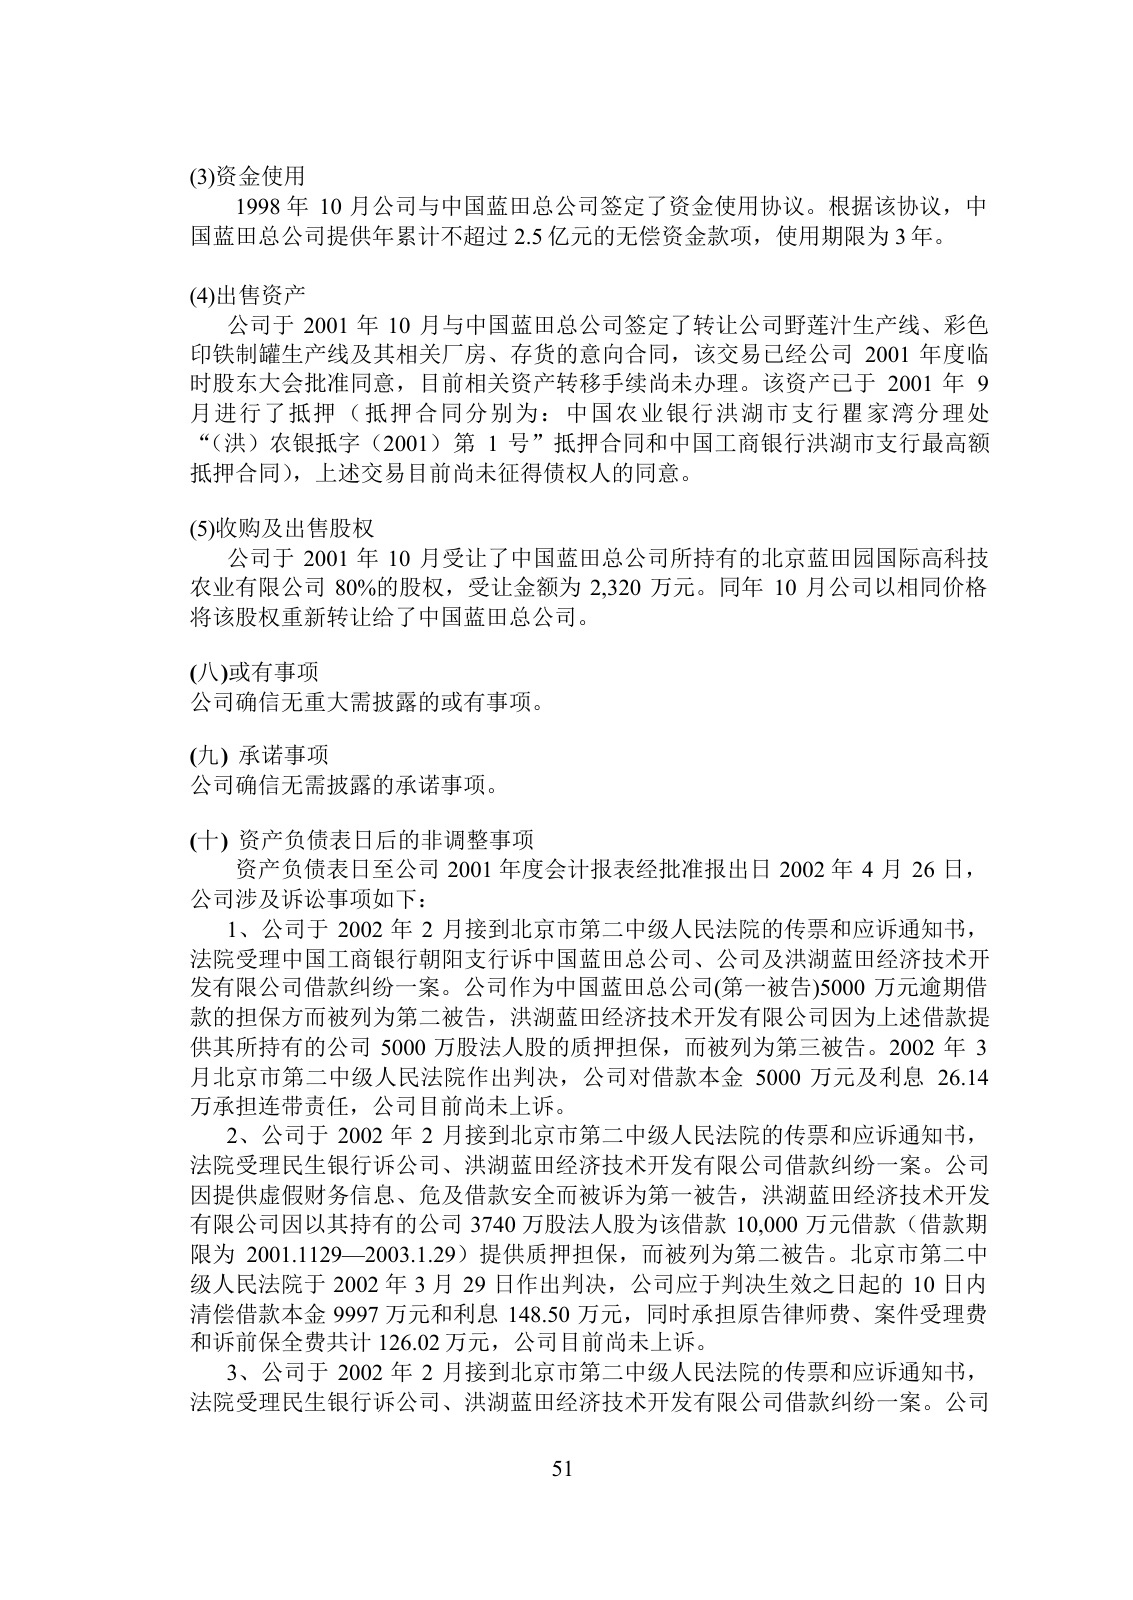 (3)资金使用
1998 年 10 月公司与中国蓝田总公司签定了资金使用协议。根据该协议，中
国蓝田总公司提供年累计不超过 2.5 亿元的无偿资金款项，使用期限为 3 年。
(4)出售资产
公司于 2001 年 10 月与中国蓝田总公司签定了转让公司野莲汁生产线、彩色
印铁制罐生产线及其相关厂房、存货的意向合同，该交易已经公司 2001 年度临
时股东大会批准同意，目前相关资产转移手续尚未办理。该资产已于 2001 年 9
月进行了抵押（抵押合同分别为：中国农业银行洪湖市支行瞿家湾分理处
“（洪）农银抵字（2001）第 1 号”抵押合同和中国工商银行洪湖市支行最高额
抵押合同），上述交易目前尚未征得债权人的同意。
(5)收购及出售股权
公司于 2001 年 10 月受让了中国蓝田总公司所持有的北京蓝田园国际高科技
农业有限公司 80%的股权，受让金额为 2,320 万元。同年 10 月公司以相同价格
将该股权重新转让给了中国蓝田总公司。
(八)或有事项
公司确信无重大需披露的或有事项。
(九) 承诺事项
公司确信无需披露的承诺事项。
(十) 资产负债表日后的非调整事项
资产负债表日至公司 2001 年度会计报表经批准报出日 2002 年 4 月 26 日，
公司涉及诉讼事项如下：
1、公司于 2002 年 2 月接到北京市第二中级人民法院的传票和应诉通知书，
法院受理中国工商银行朝阳支行诉中国蓝田总公司、公司及洪湖蓝田经济技术开
发有限公司借款纠纷一案。公司作为中国蓝田总公司(第一被告)5000 万元逾期借
款的担保方而被列为第二被告，洪湖蓝田经济技术开发有限公司因为上述借款提
供其所持有的公司 5000 万股法人股的质押担保，而被列为第三被告。2002 年 3
月北京市第二中级人民法院作出判决，公司对借款本金 5000 万元及利息 26.14
万承担连带责任，公司目前尚未上诉。
2、公司于 2002 年 2 月接到北京市第二中级人民法院的传票和应诉通知书，
法院受理民生银行诉公司、洪湖蓝田经济技术开发有限公司借款纠纷一案。公司
因提供虚假财务信息、危及借款安全而被诉为第一被告，洪湖蓝田经济技术开发
有限公司因以其持有的公司 3740 万股法人股为该借款 10,000 万元借款（借款期
限为 2001.1129—2003.1.29）提供质押担保，而被列为第二被告。北京市第二中
级人民法院于 2002 年 3 月 29 日作出判决，公司应于判决生效之日起的 10 日内
清偿借款本金 9997 万元和利息 148.50 万元，同时承担原告律师费、案件受理费
和诉前保全费共计 126.02 万元，公司目前尚未上诉。
3、公司于 2002 年 2 月接到北京市第二中级人民法院的传票和应诉通知书，
法院受理民生银行诉公司、洪湖蓝田经济技术开发有限公司借款纠纷一案。公司
51